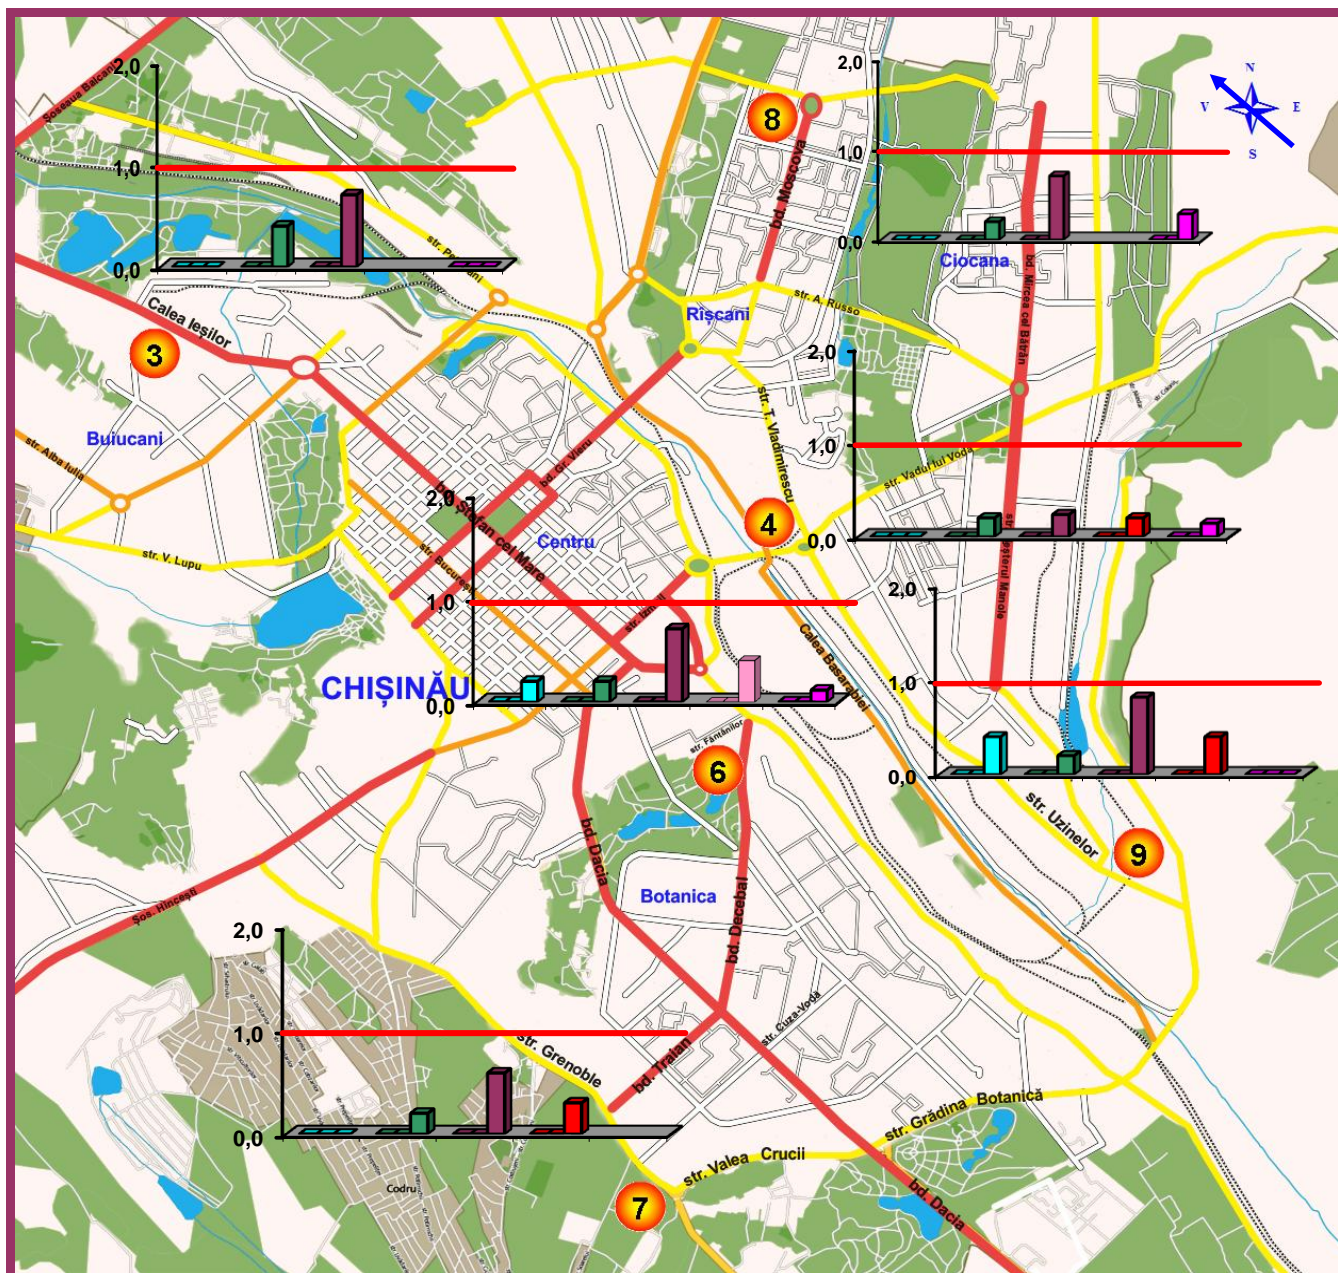 Șoseaua Balcani
2,0
1,0
0,0
2,0
1,0
0,0
N
V
E
S
8
bd. Moscova
Ciocana
bd. Mircea cel Bătrân
Calea Ieșilor
3
Rîșcani
str. A. Russo
2,0
1,0
0,0
Buiucani
str. Alba Iulia
bd. Gr. Vieru
str. T. Vladimirescu
str. Vadul lui Vodă
2,0
bd. Ștefan cel Mare
4
Centru
str. București
str. V. Lupu
1,0
str. Izmail
Calea Basarabiei
2,0
1,0
0,0
CHIȘINĂU
0,0
str. Fântânilor
6
str. Uzinelor
9
bd. Dacia
Botanica
bd. Decebal
Șos. Hîncești
2,0
1,0
0,0
str. Cuza-Vodă
str. Grenoble
bd. Traian
str. Grădina Botanică
str. Valea Crucii
Codru
7
bd. Dacia